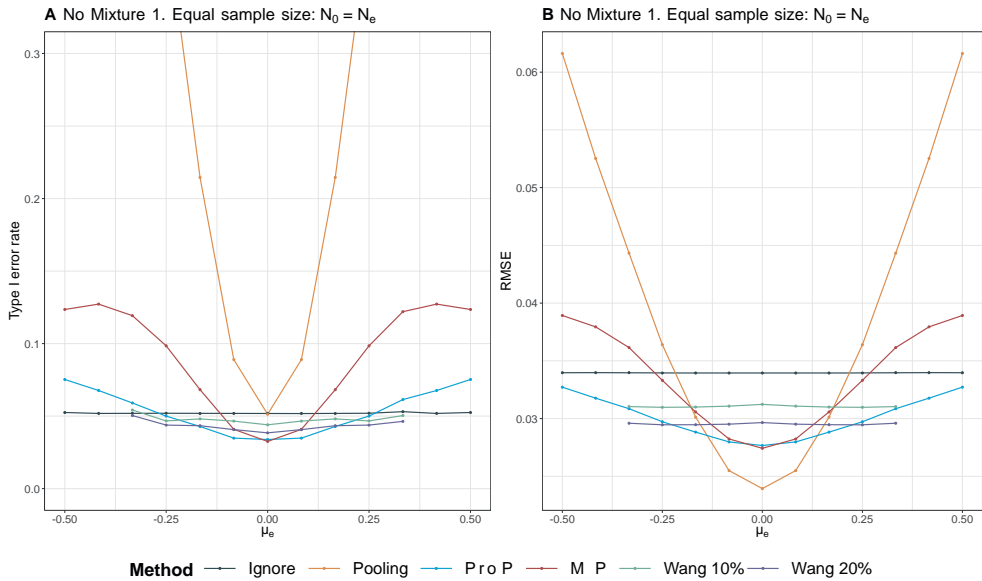 A No Mixture 1. Equal sample size: N₀ = Nₑ
0.3
0.2
0.1
0.0
Type I error rate
-0.50 -0.25 0.00 0.25 0.50
μₑ
B No Mixture 1. Equal sample size: N₀ = Nₑ
0.06
0.05
0.04
0.03
RMSE
-0.50 -0.25 0.00 0.25 0.50
μₑ
Method Ignore Pooling P r o P M P Wang 10% Wang 20%